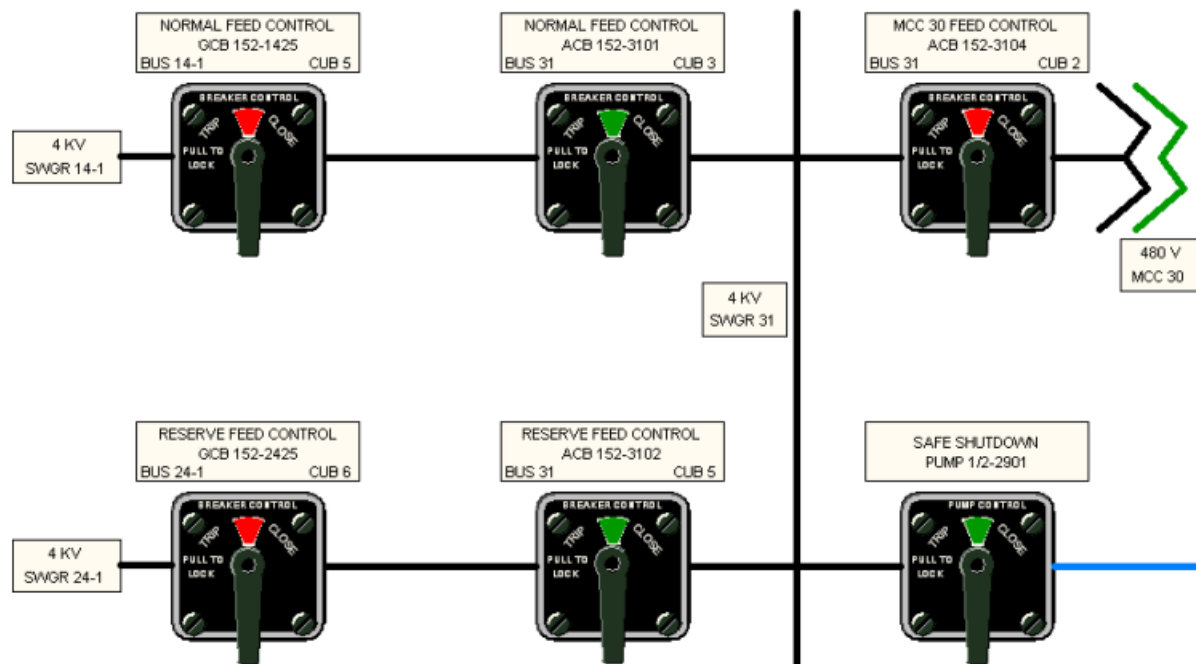 NORMAL FEED CONTROL
GCB 152-1425
BUS 14-1 CUB 5
NORMAL FEED CONTROL
ACB 152-3101
BUS 31 CUB 3
MCC 30 FEED CONTROL
ACB 152-3104
BUS 31 CUB 2
BREAKER CONTROL
TRIP
CLOSE
PULL TO
LOCK
BREAKER CONTROL
TRIP
CLOSE
PULL TO
LOCK
BREAKER CONTROL
TRIP
CLOSE
PULL TO
LOCK
4 KV
SWGR 14-1
480 V
MCC 30
4 KV
SWGR 31
RESERVE FEED CONTROL
GCB 152-2425
BUS 24-1 CUB 6
RESERVE FEED CONTROL
ACB 152-3102
BUS 31 CUB 5
SAFE SHUTDOWN
PUMP 1/2-2901
BREAKER CONTROL
TRIP
CLOSE
PULL TO
LOCK
BREAKER CONTROL
TRIP
CLOSE
PULL TO
LOCK
PUMP CONTROL
TRIP
CLOSE
PULL TO
LOCK
4 KV
SWGR 24-1